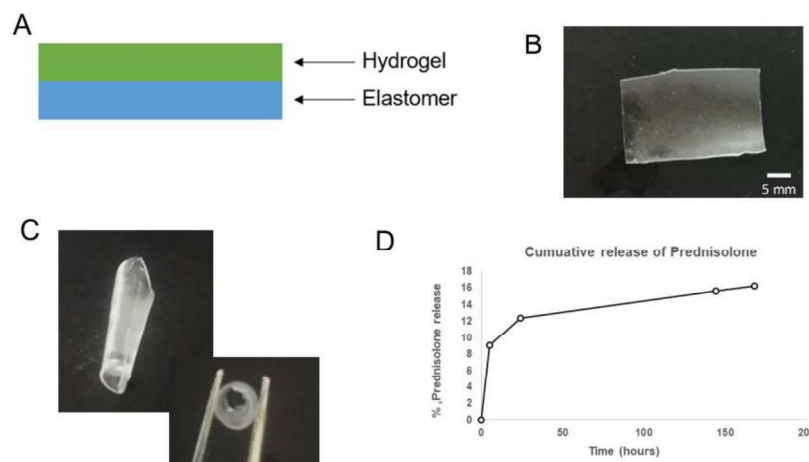 A
Hydrogel
Elastomer
B
5 mm
C
D
Cumuative release of Prednisolone
% ,Prednisolone release
18
16
14
12
10
8
6
4
2
0
0 50 100 150 20
Time (hours)